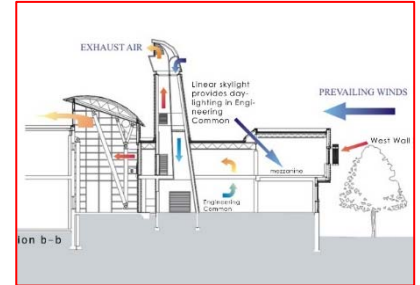 EXHAUST AIR
Linear skylight
provides day-
lighting in Engi-
neering
Common
PREVAILING WINDS
West Wall
mezzanine
Engineering
Common
ion b-b